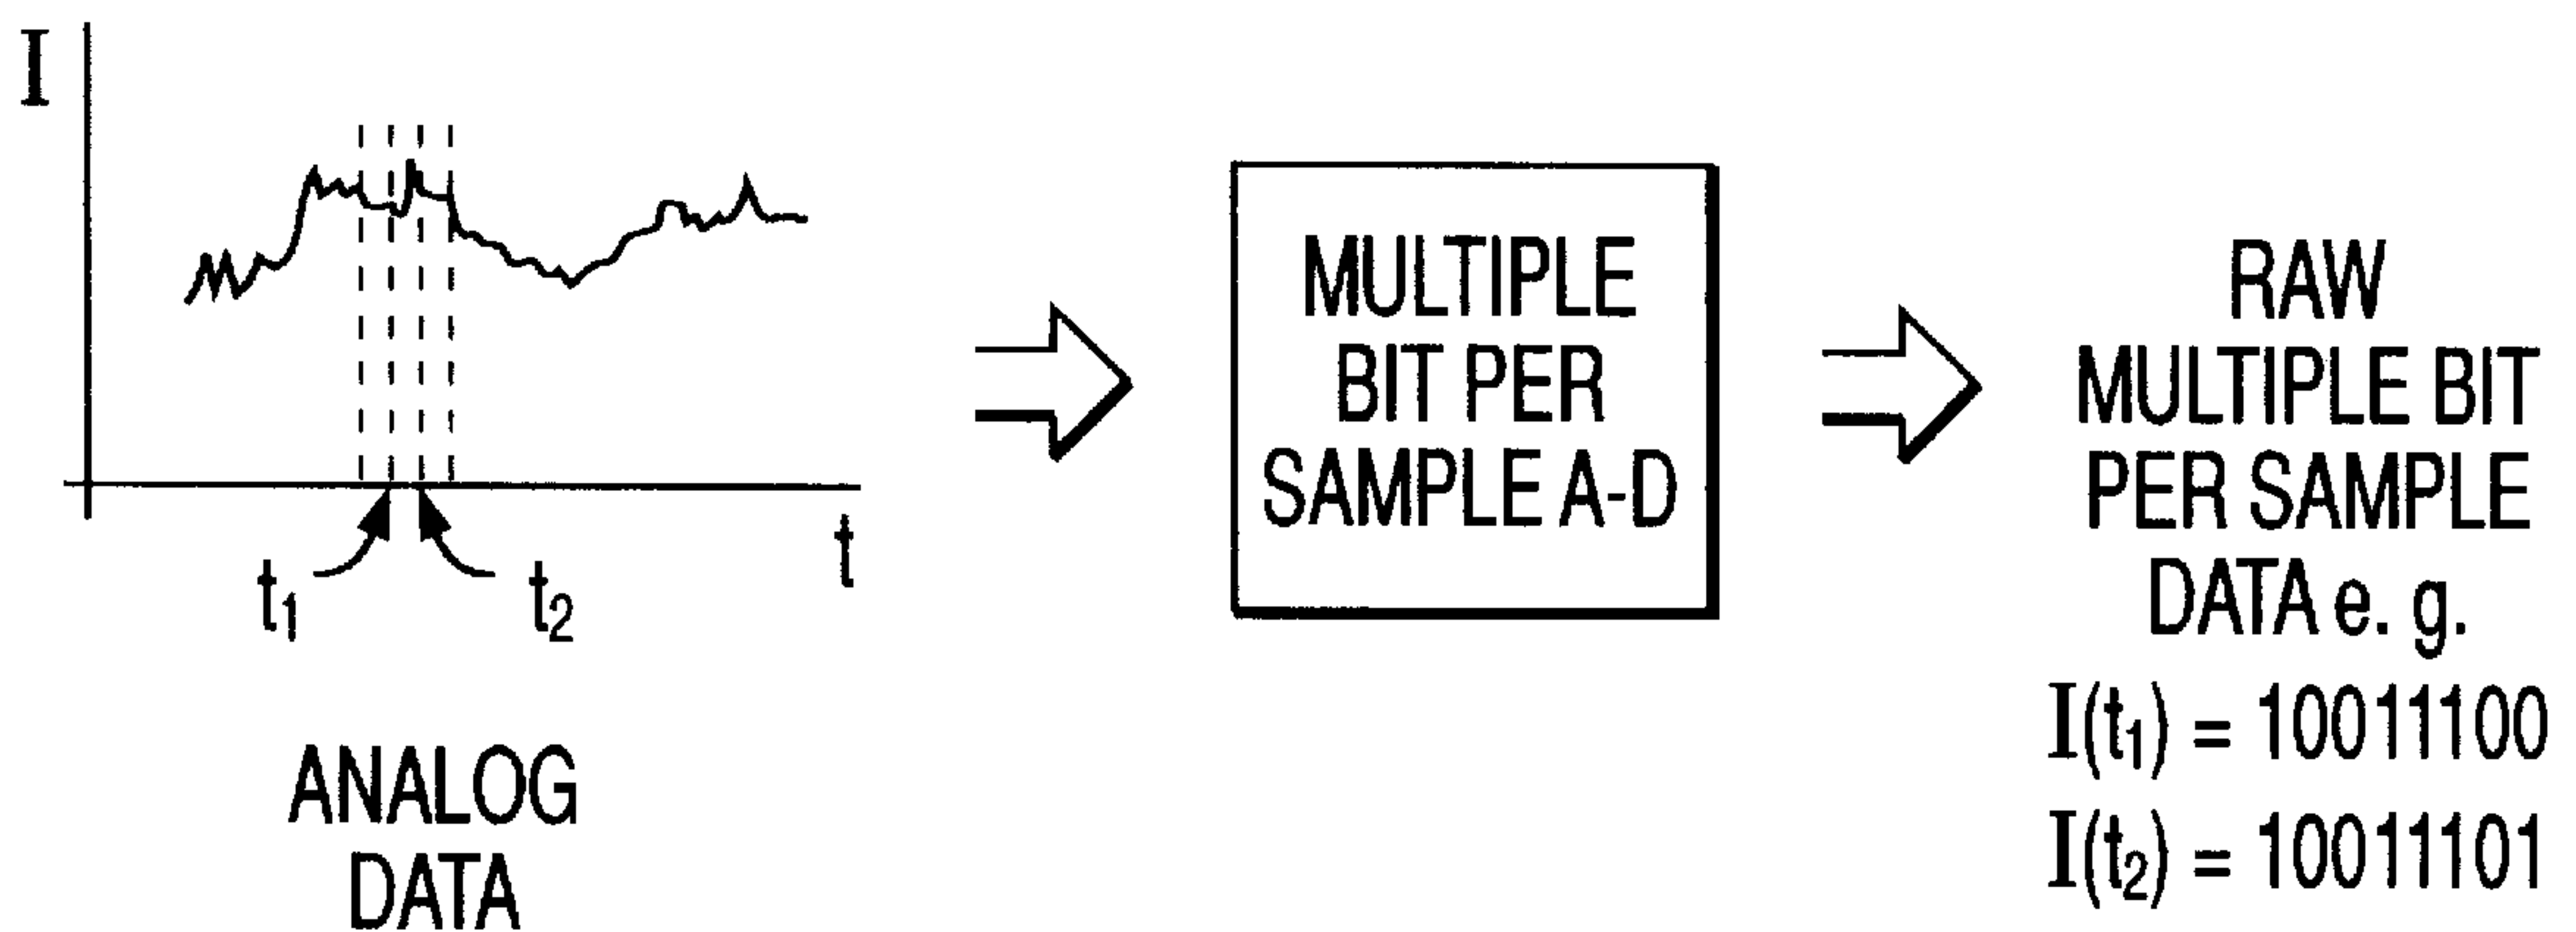 I
t
t1
t2
ANALOG
DATA
MULTIPLE
BIT PER
SAMPLE A-D
RAW
MULTIPLE BIT
PER SAMPLE
DATA e. g.
I(t1) = 10011100
I(t2) = 10011101